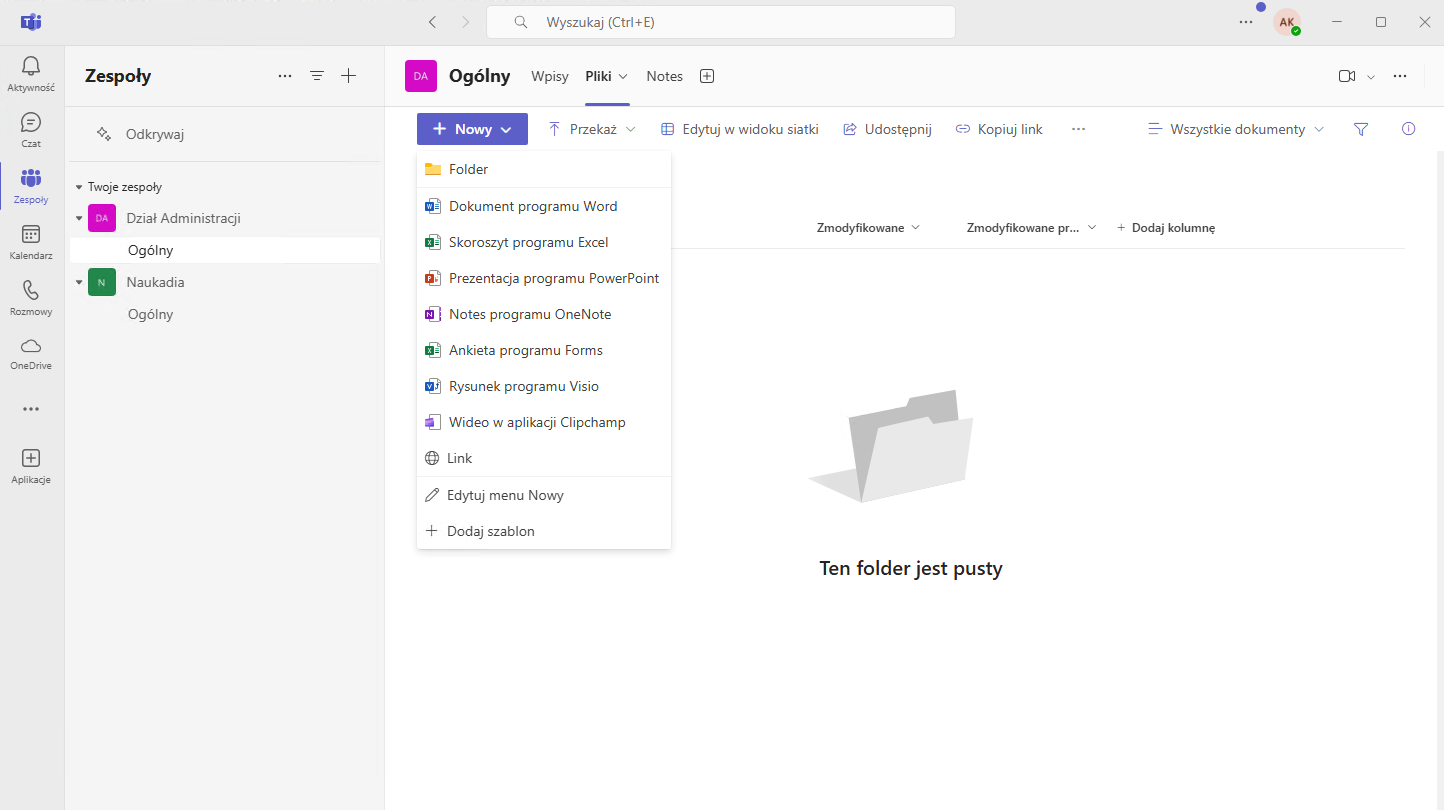 Wyszukaj (Ctrl+E)
AK
Aktywność
Czat
Zespoły
Kalendarz
Rozmowy
OneDrive
Aplikacje
Zespoły
Odkrywaj
Twoje zespoły
DA Dział Administracji
Ogólny
N Naukadia
Ogólny
DA Ogólny Wpisy Pliki Notes
Nowy Przekaż Edytuj w widoku siatki Udostępnij Kopiuj link Wszystkie dokumenty
Folder
Dokument programu Word
Skoroszyt programu Excel
Prezentacja programu PowerPoint
Notes programu OneNote
Ankieta programu Forms
Rysunek programu Visio
Wideo w aplikacji Clipchamp
Link
Edytuj menu Nowy
Dodaj szablon
Zmodyfikowane Zmodyfikowane pr... Dodaj kolumnę
Ten folder jest pusty